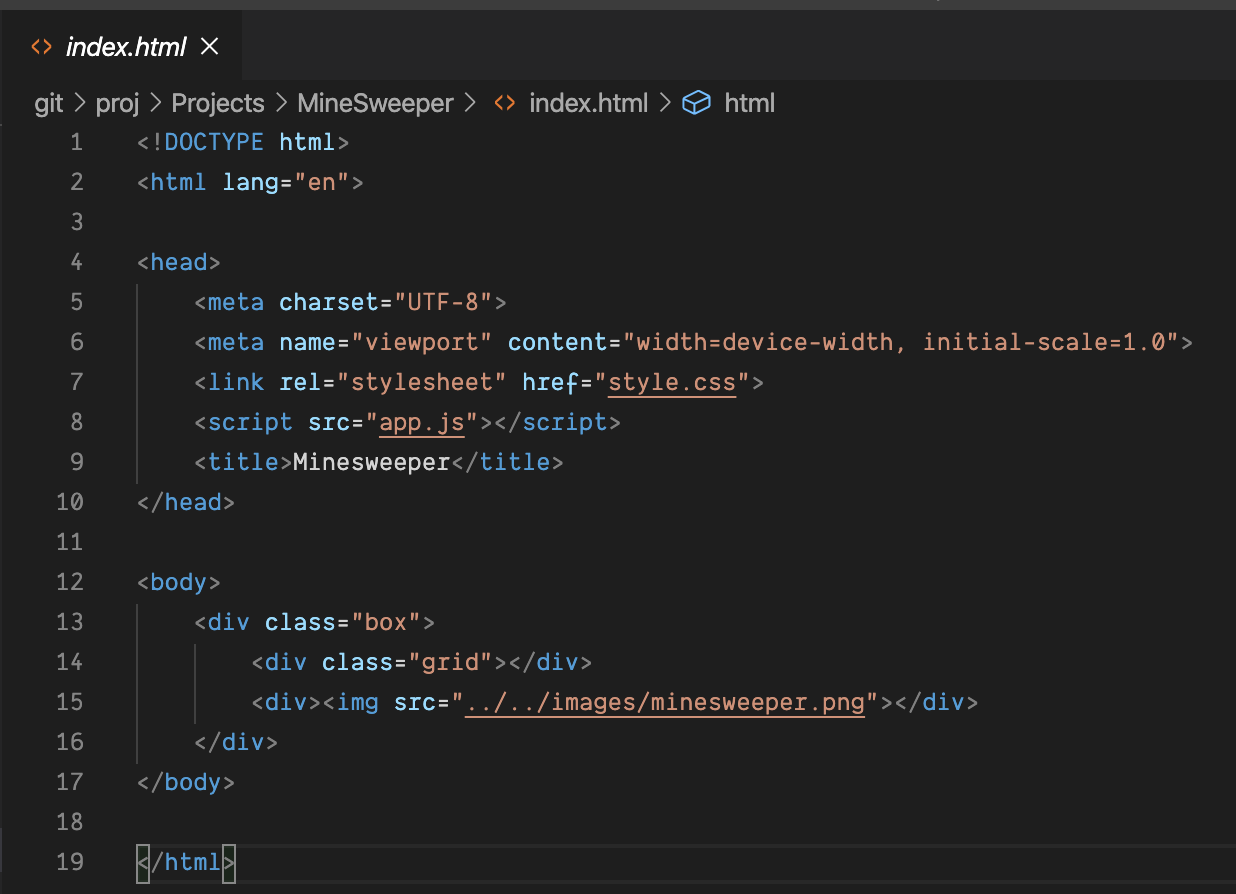 index.html
git > proj > Projects > MineSweeper > <> index.html > html
1 <!DOCTYPE html>
2 <html lang="en">
3
4 <head>
5     <meta charset="UTF-8">
6     <meta name="viewport" content="width=device-width, initial-scale=1.0">
7     <link rel="stylesheet" href="style.css">
8     <script src="app.js"></script>
9     <title>Minesweeper</title>
10 </head>
11
12 <body>
13     <div class="box">
14         <div class="grid"></div>
15         <div><img src="../../images/minesweeper.png"></div>
16     </div>
17 </body>
18
19 </html>